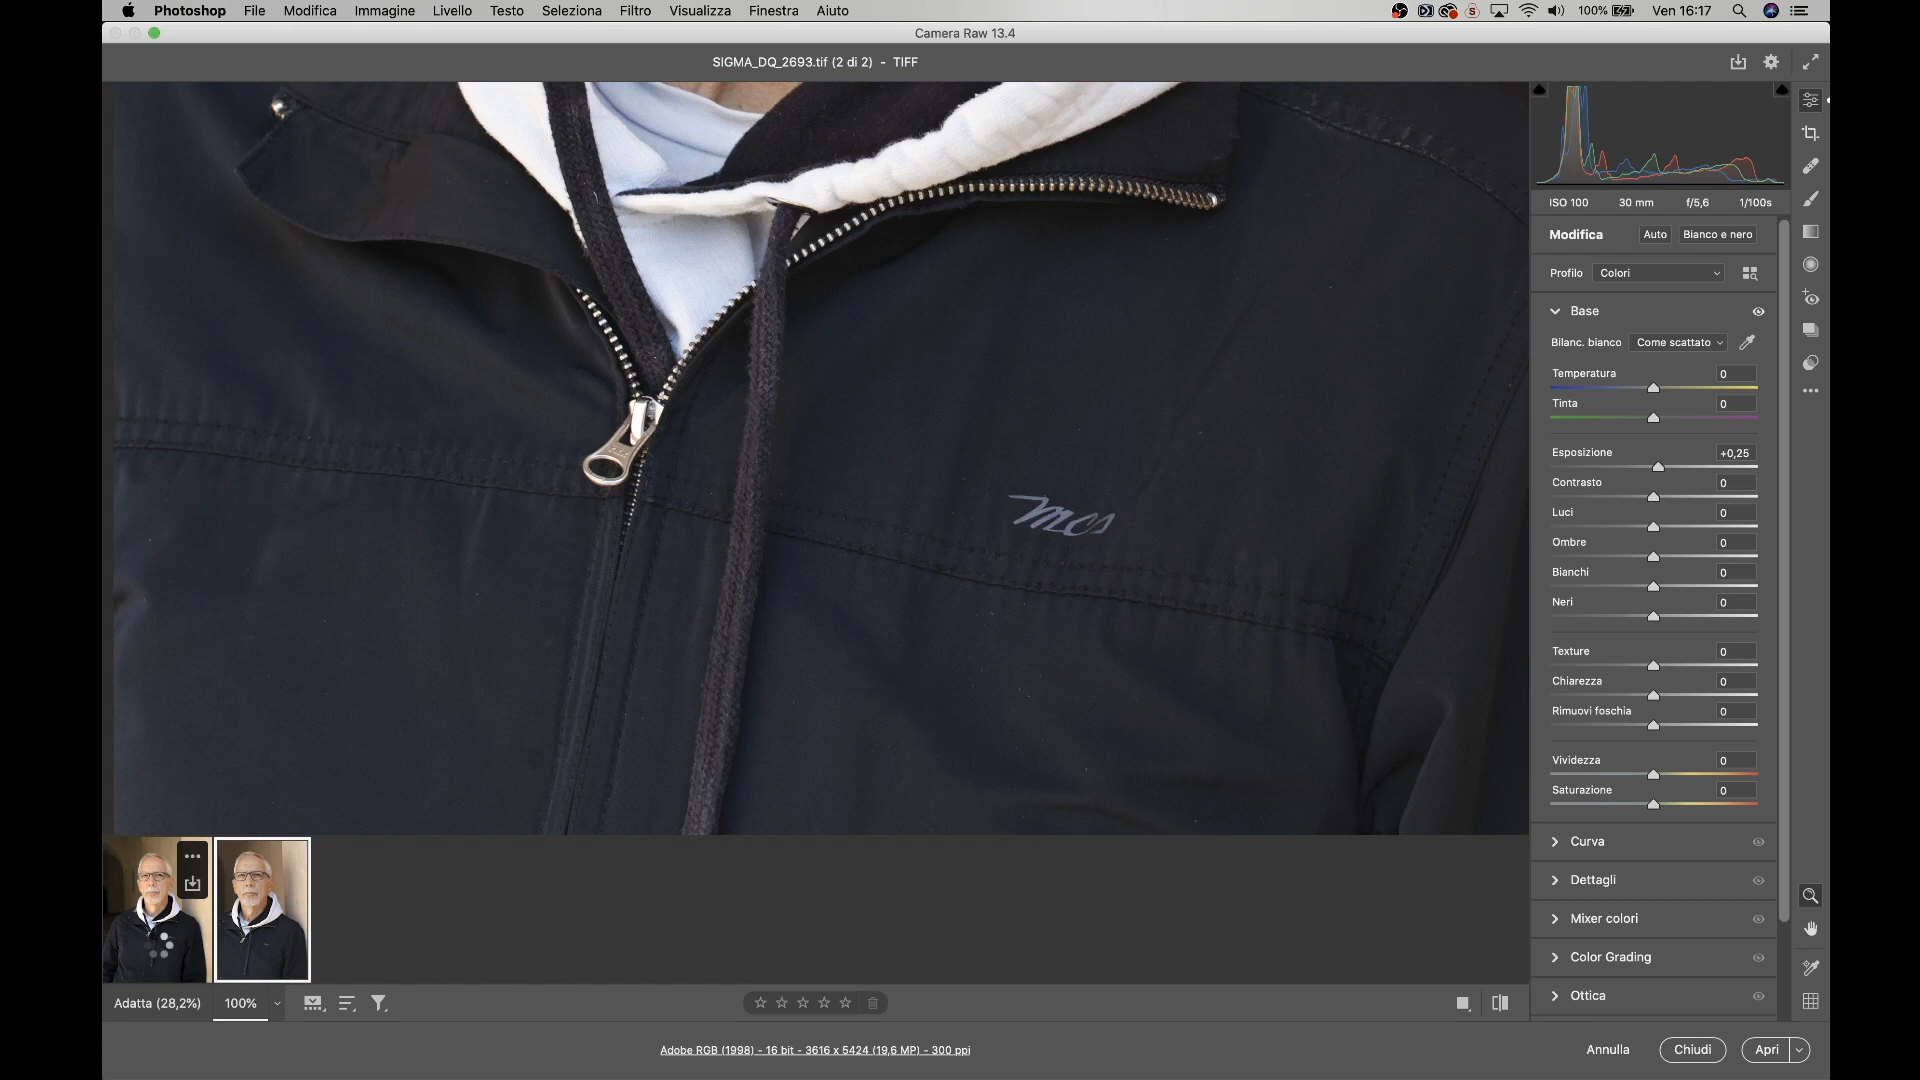 Photoshop File Modifica Immagine Livello Testo Seleziona Filtro Visualizza Finestra Aiuto 100% Ven 16:17
Camera Raw 13.4
SIGMA_DQ_2693.tif (2 di 2) - TIFF
ISO 100 30 mm f/5,6 1/100s
Modifica Auto Bianco e nero
Profilo Colori
Base
Bilanc. bianco Come scattato
Temperatura 0
Tinta 0
Esposizione +0,25
Contrasto 0
Luci 0
Ombre 0
Bianchi 0
Neri 0
Texture 0
Chiarezza 0
Rimuovi foschia 0
Vividezza 0
Saturazione 0
Curva
Dettagli
Mixer colori
Color Grading
Ottica
mcs
Adatta (28,2%) 100%
Adobe RGB (1998) - 16 bit - 3616 x 5424 (19,6 MP) - 300 ppi
Annulla Chiudi Apri